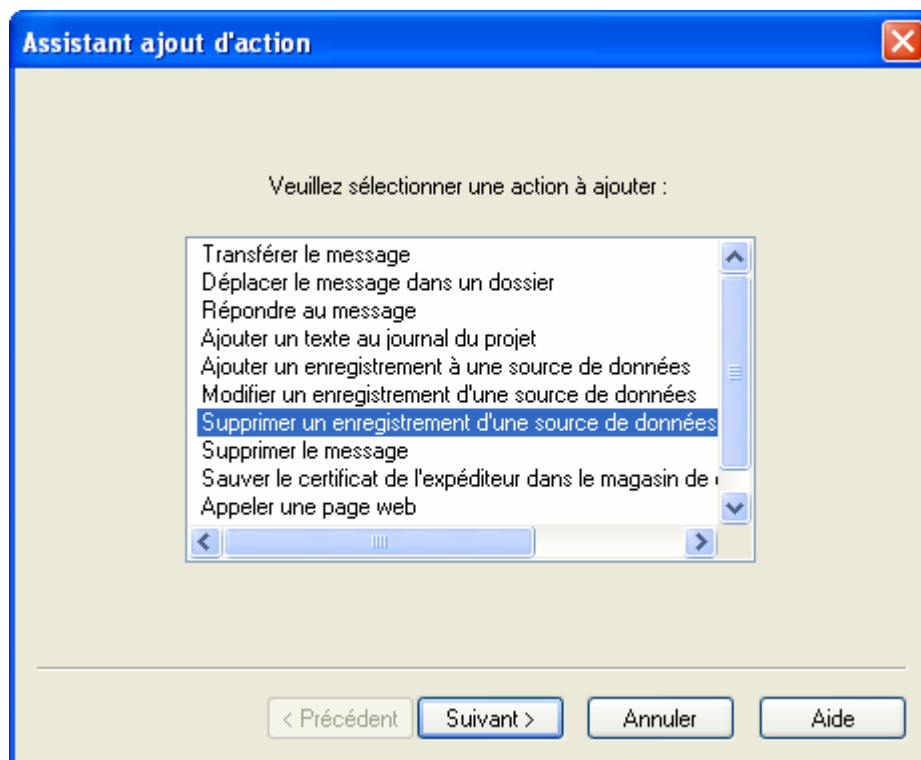 Assistant ajout d'action
Veuillez sélectionner une action à ajouter :
Transférer le message
Déplacer le message dans un dossier
Répondre au message
Ajouter un texte au journal du projet
Ajouter un enregistrement à une source de données
Modifier un enregistrement d'une source de données
Supprimer un enregistrement d'une source de données
Supprimer le message
Sauver le certificat de l'expéditeur dans le magasin de
Appeler une page web
< Précédent Suivant > Annuler Aide